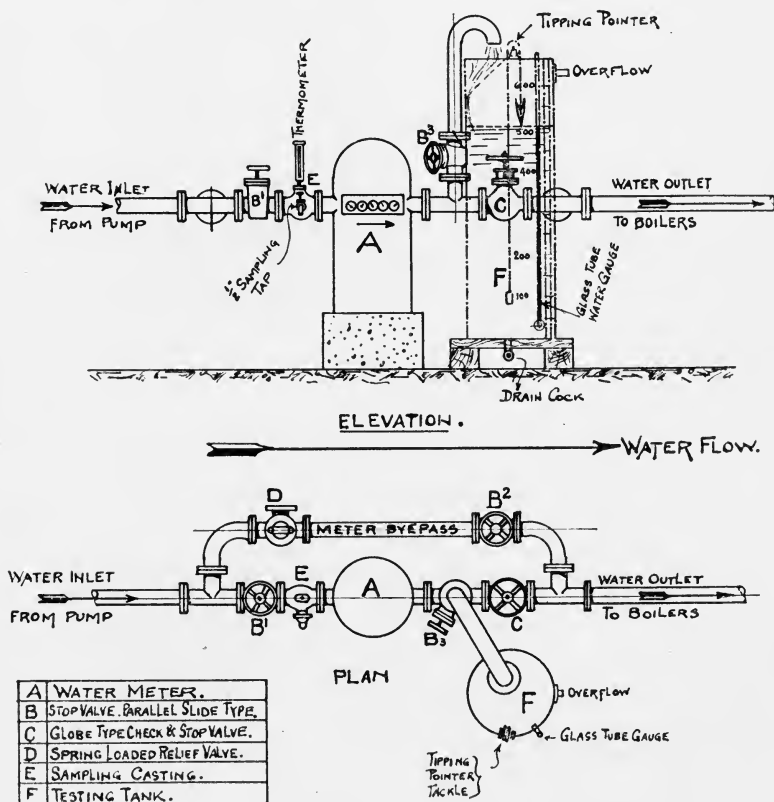 TIPPING POINTER
OVERFLOW
THERMOMETER
600
500
B³
400
WATER INLET
FROM PUMP
B¹
E
A
C
WATER OUTLET
TO BOILERS
SAMPLING
TAP
200
F
100
GLASS TUBE
WATER GAUGE
DRAIN COCK
ELEVATION.
WATER FLOW.
D
METER BYEPASS
B²
WATER INLET
FROM PUMP
E
A
WATER OUTLET
TO BOILERS
B¹
B₃
C
PLAN
F
OVERFLOW
GLASS TUBE GAUGE
TIPPING
POINTER
TACKLE
A WATER METER.
B STOP VALVE. PARALLEL SLIDE TYPE.
C GLOBE TYPE CHECK & STOP VALVE.
D SPRING LOADED RELIEF VALVE.
E SAMPLING CASTING.
F TESTING TANK.